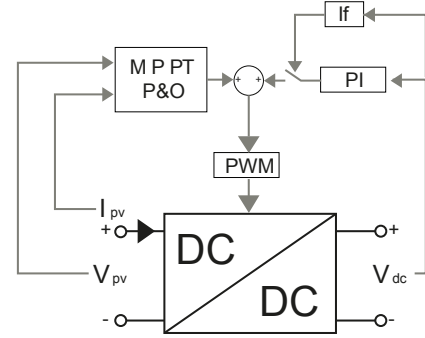 If
M P PT
P&O
+
+
PI
PWM
I pv
+
DC
+
V pv
V dc
DC
-
-